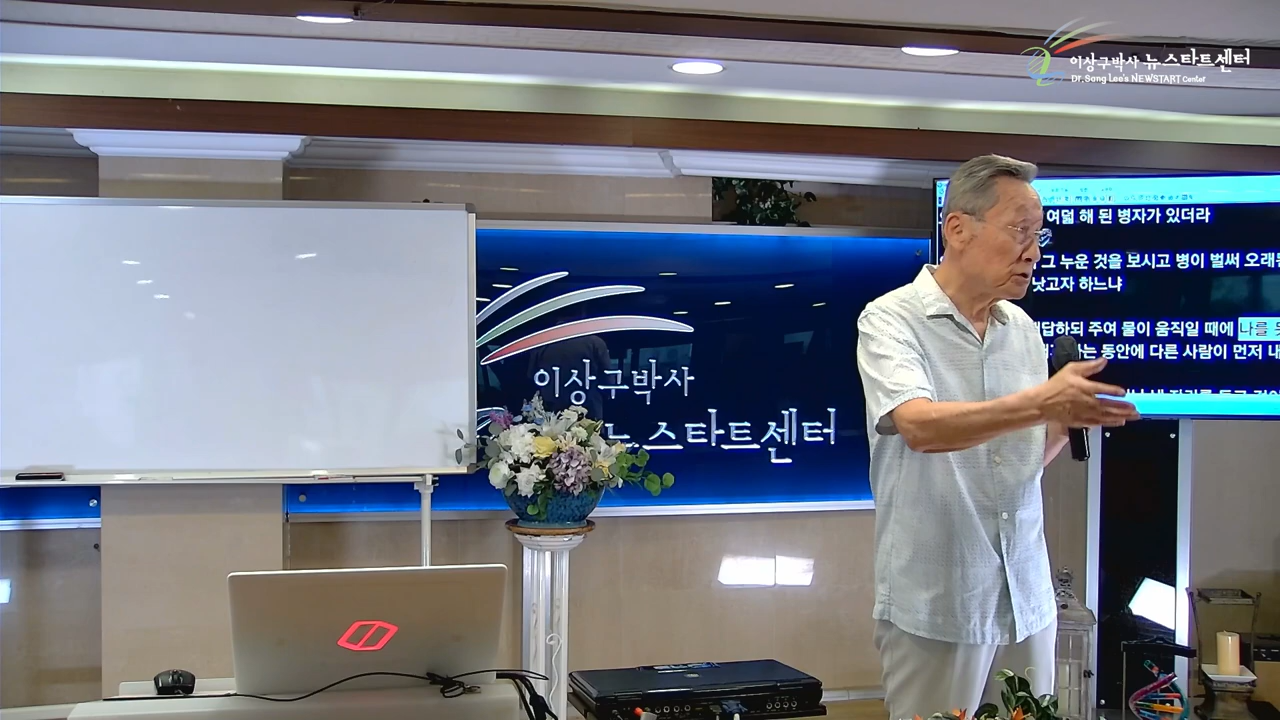 이상구박사 뉴스타트센터
Dr. Sang Lee's NEWSTART Center
여덟 해 된 병자가 있더라
그 누운 것을 보시고 병이 벌써 오래
낫고자 하느냐
대답하되 주여 물이 움직일 때에 나를
하는 동안에 다른 사람이 먼저 내
이상구박사
뉴스타트센터